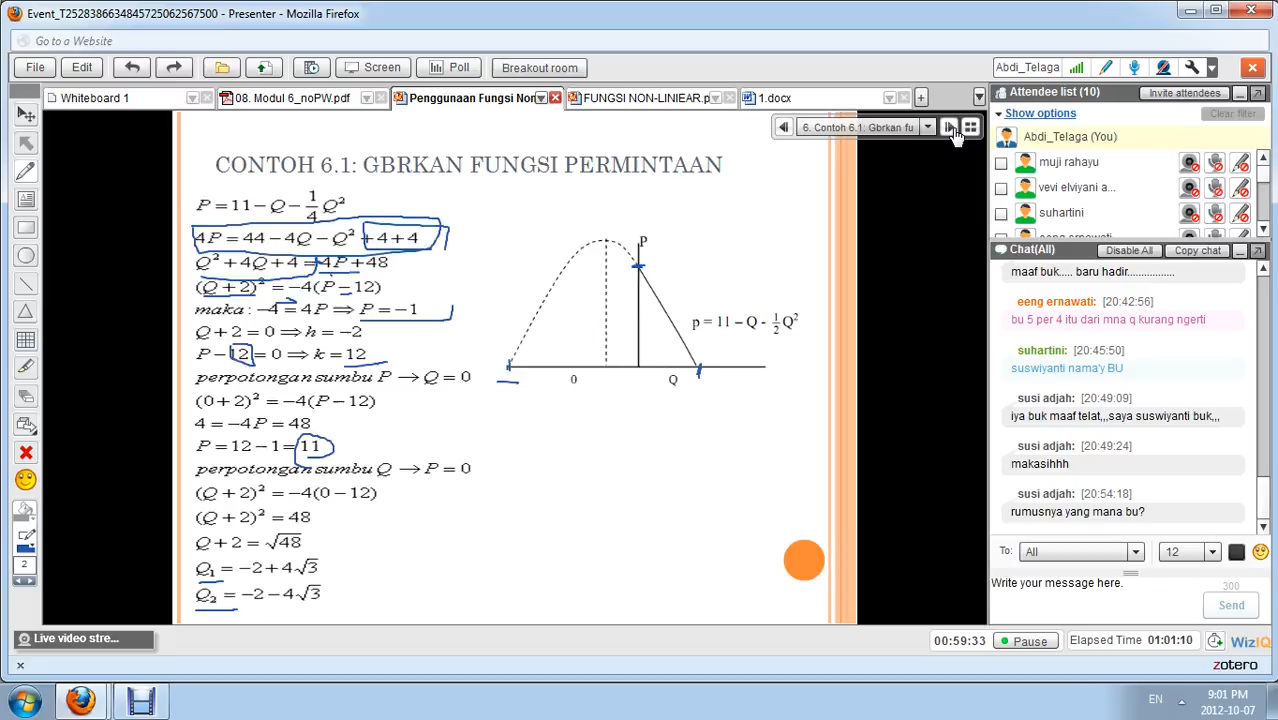 Event_T2528386634845725062567500 - Presenter - Mozilla Firefox
Go to a Website
File Edit Screen Poll Breakout room Abdi_Telaga
Whiteboard 1 08. Modul 6_noPW.pdf Penggunaan Fungsi Non FUNGSI NON-LINIEAR.p 1.docx
6. Contoh 6.1: Gbrkan fu
CONTOH 6.1: GBRKAN FUNGSI PERMINTAAN
P = 11 − Q − 1/4 Q²
4P = 44 − 4Q − Q² + 4 + 4
Q² + 4Q + 4 = 4P + 48
(Q + 2)² = −4(P − 12)
maka : −4 = 4P ⇒ P = −1
Q + 2 = 0 ⇒ h = −2
P − 12 = 0 ⇒ k = 12
perpotongan sumbu P → Q = 0
(0 + 2)² = −4(P − 12)
4 = −4P = 48
P = 12 − 1 = 11
perpotongan sumbu Q → P = 0
(Q + 2)² = −4(0 − 12)
(Q + 2)² = 48
Q + 2 = √48
Q₁ = −2 + 4√3
Q₂ = −2 − 4√3
P
p = 11 – Q - 1/2 Q²
0 Q
Attendee list (10) Invite attendees
Show options Clear filter
Abdi_Telaga (You)
muji rahayu
vevi elviyani a...
suhartini
Chat(All) Disable All Copy chat
maaf buk..... baru hadir................
eeng ernawati: [20:42:56]
bu 5 per 4 itu dari mna q kurang ngerti
suhartini: [20:45:50]
suswiyanti nama'y BU
susi adjah: [20:49:09]
iya buk maaf telat,,,saya suswiyanti buk,,,
susi adjah: [20:49:24]
makasihhh
susi adjah: [20:54:18]
rumusnya yang mana bu?
To: All 12
Write your message here.
300
Send
2
Live video stre...
00:59:33 Pause Elapsed Time 01:01:10 WizIQ
zotero
EN 9:01 PM
2012-10-07